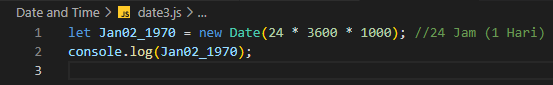 Date and Time > JS date3.js > ...
1 let Jan02_1970 = new Date(24 * 3600 * 1000); //24 Jam (1 Hari)
2 console.log(Jan02_1970);
3